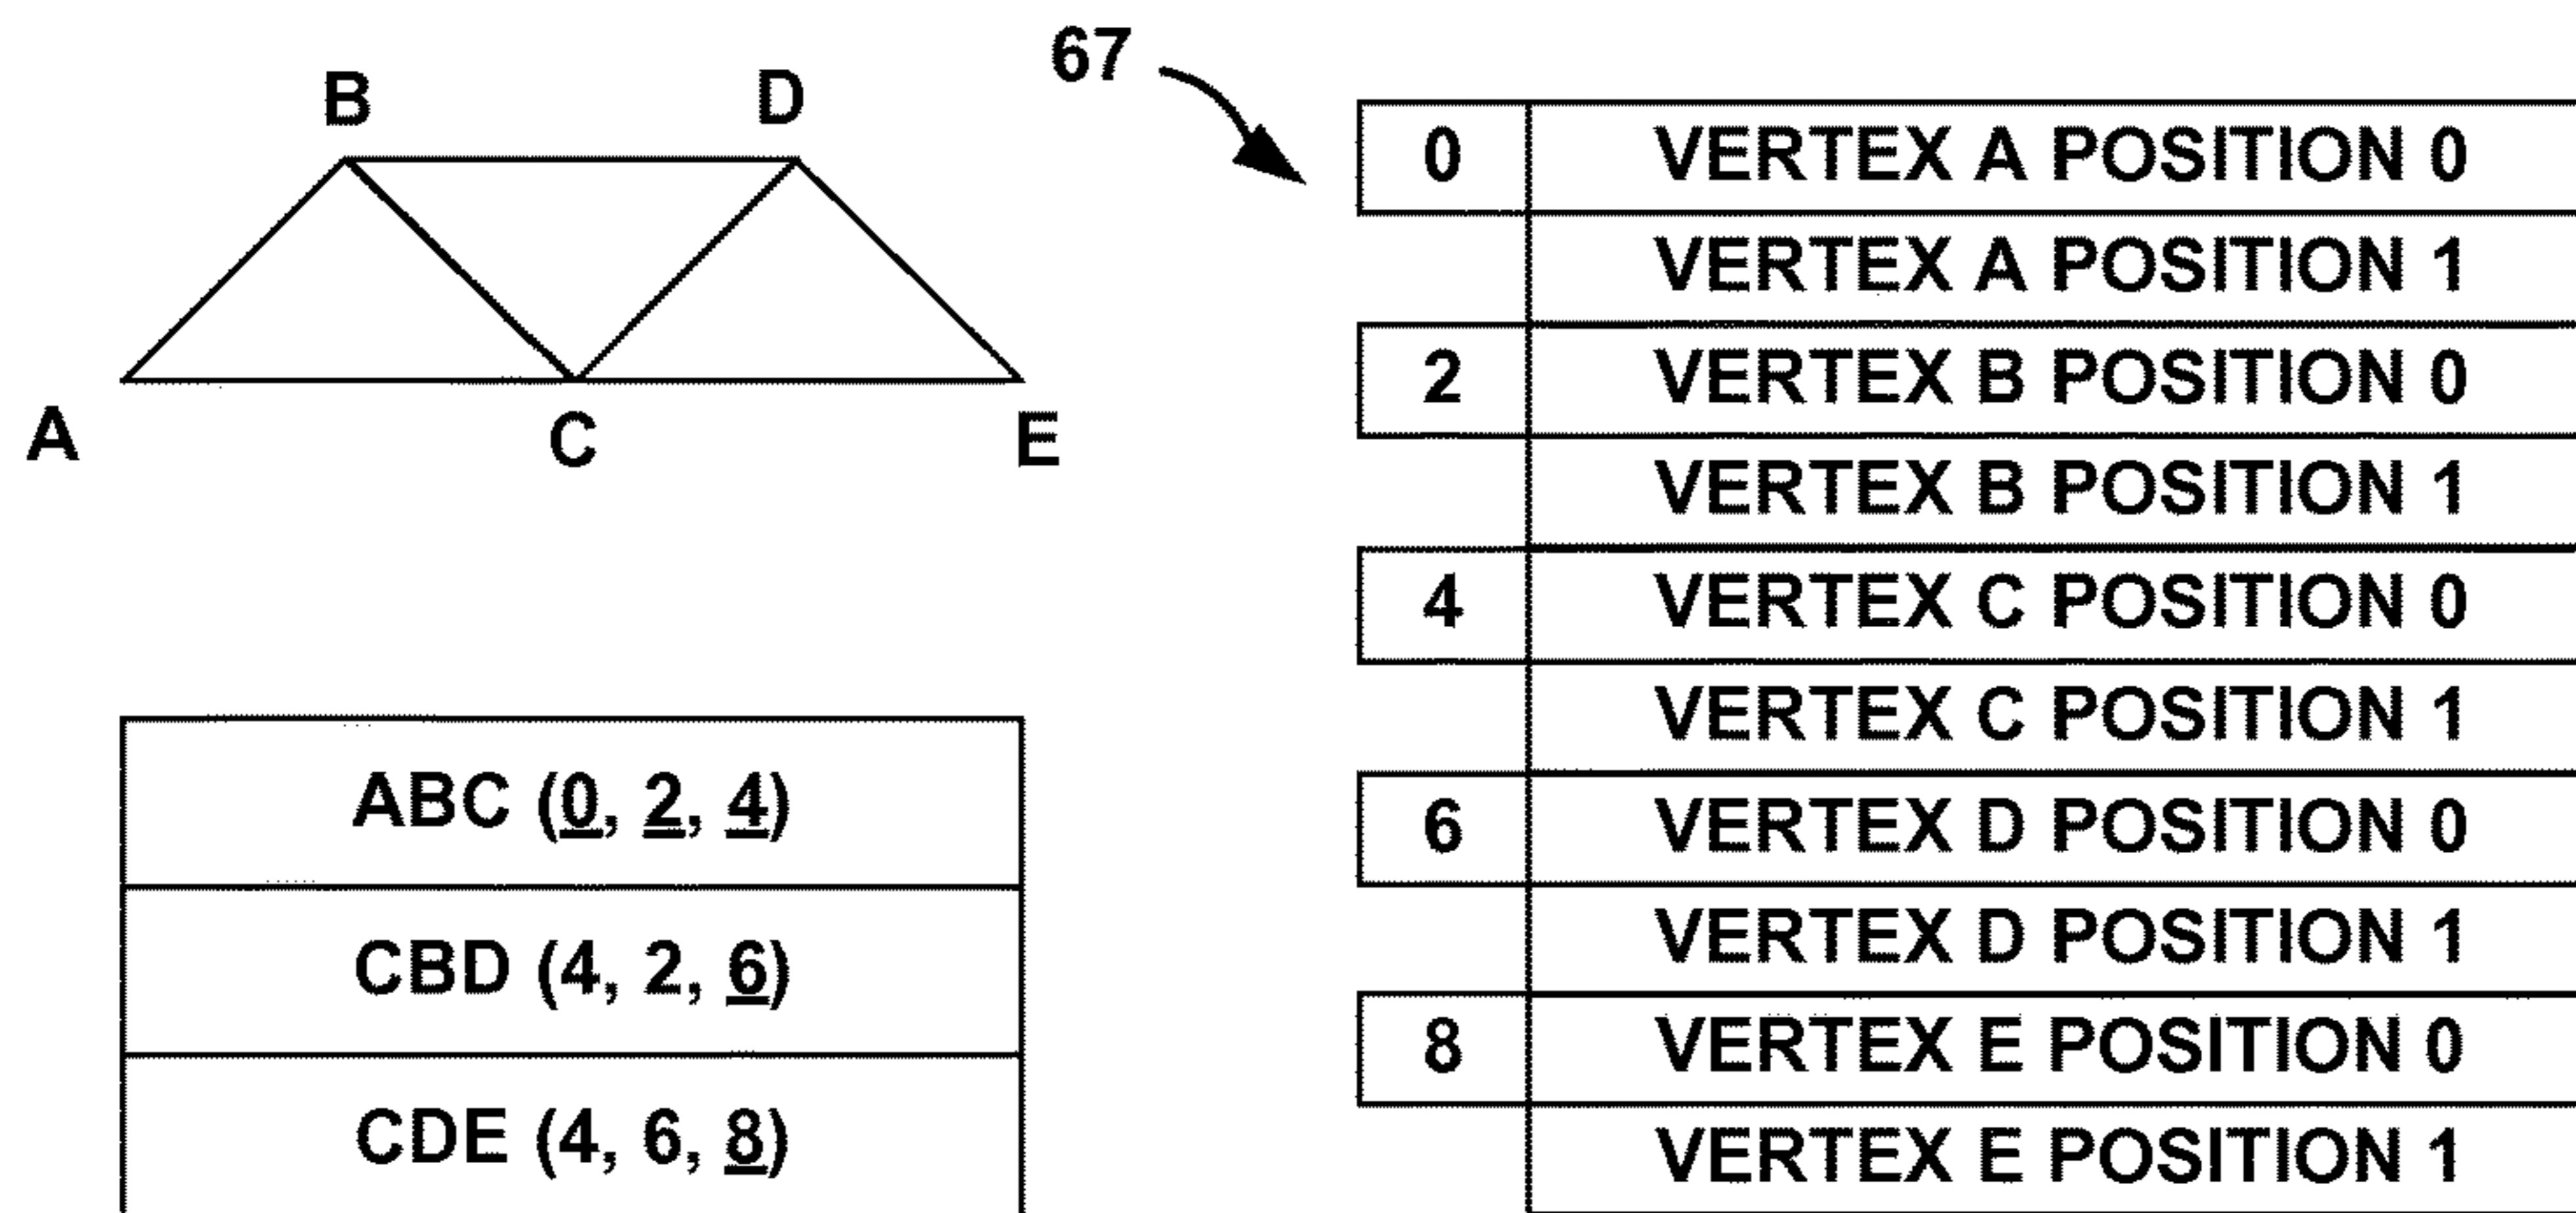 B
D
A
C
E
67
ABC (0, 2, 4)
CBD (4, 2, 6)
CDE (4, 6, 8)
0 VERTEX A POSITION 0
VERTEX A POSITION 1
2 VERTEX B POSITION 0
VERTEX B POSITION 1
4 VERTEX C POSITION 0
VERTEX C POSITION 1
6 VERTEX D POSITION 0
VERTEX D POSITION 1
8 VERTEX E POSITION 0
VERTEX E POSITION 1